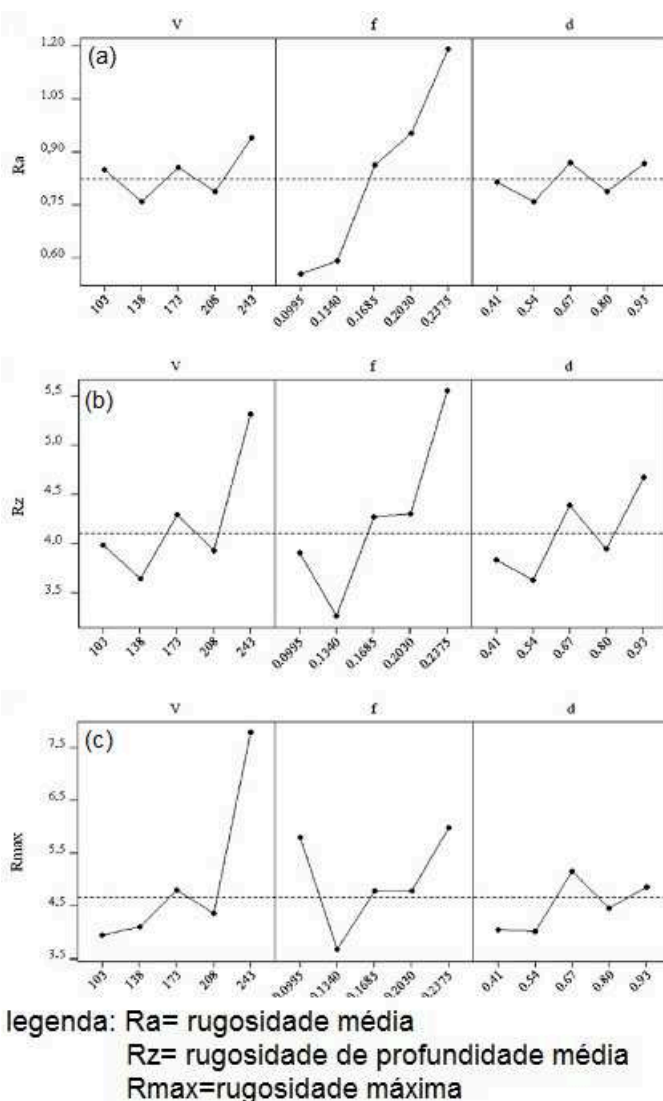 V f d
(a)
Ra
1.20
1.05
0,90
0,75
0,60
103 138 173 208 243 0.0995 0.1340 0.1685 0.2030 0.2375 0.41 0.54 0.67 0.80 0.93
V f d
(b)
Rz
5,5
5.0
4.5
4.0
3.5
103 138 173 208 243 0.0995 0.1340 0.1685 0.2030 0.2375 0.41 0.54 0.67 0.80 0.93
V f d
(c)
Rmax
7.5
6.5
5.5
4.5
3.5
103 138 173 208 243 0.0995 0.1340 0.1685 0.2030 0.2375 0.41 0.54 0.67 0.80 0.93
legenda: Ra= rugosidade média
Rz= rugosidade de profundidade média
Rmax=rugosidade máxima